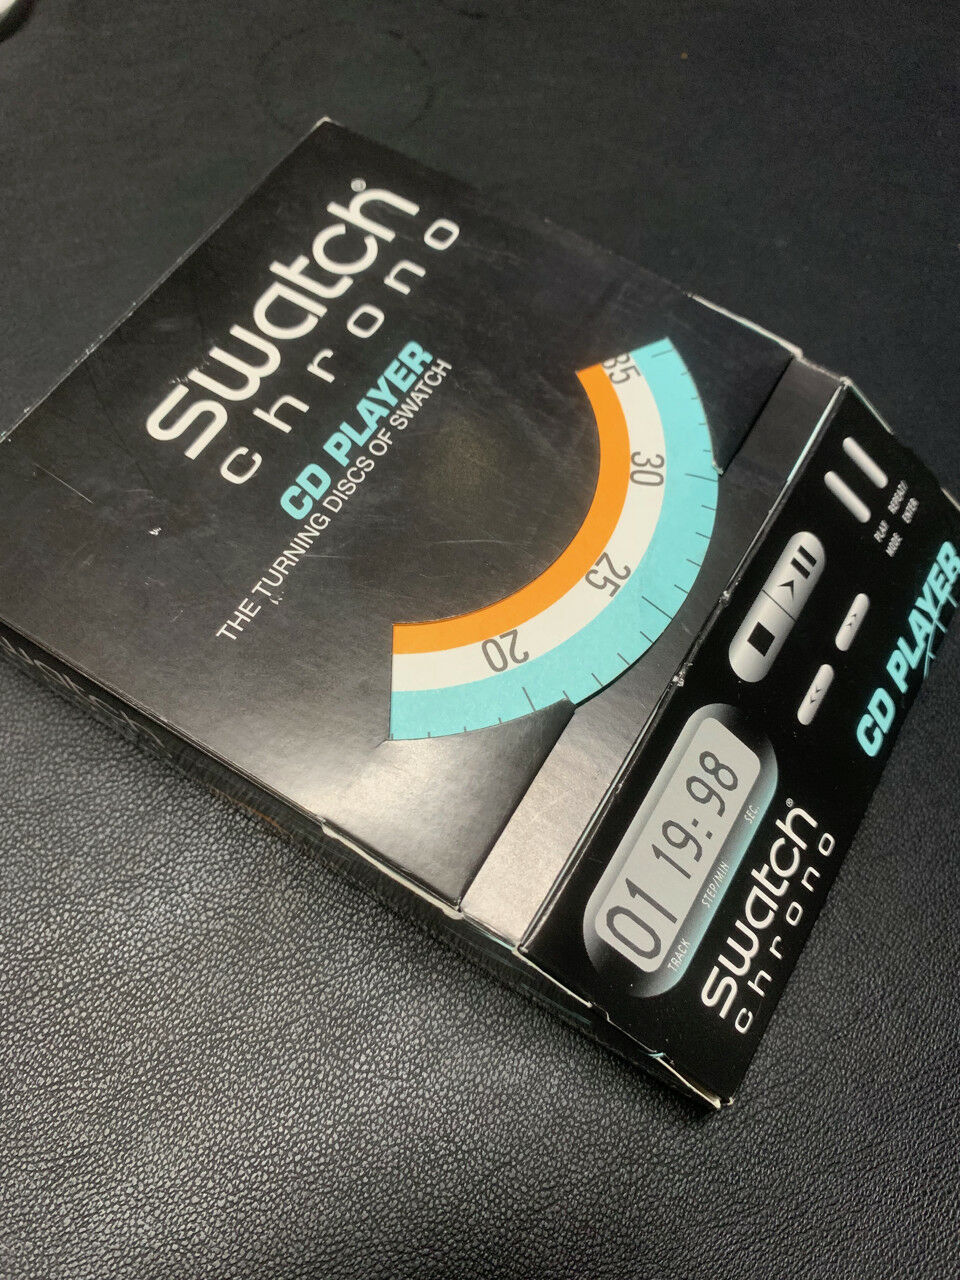 swatch®
chrono
CD PLAYER
THE TURNING DISCS OF SWATCH
35
30
25
20
PLAY REPEAT/
MODE ENTER
CD PLAYER
01 19:98
TRACK STEP/MIN SEC.
swatch®
chrono